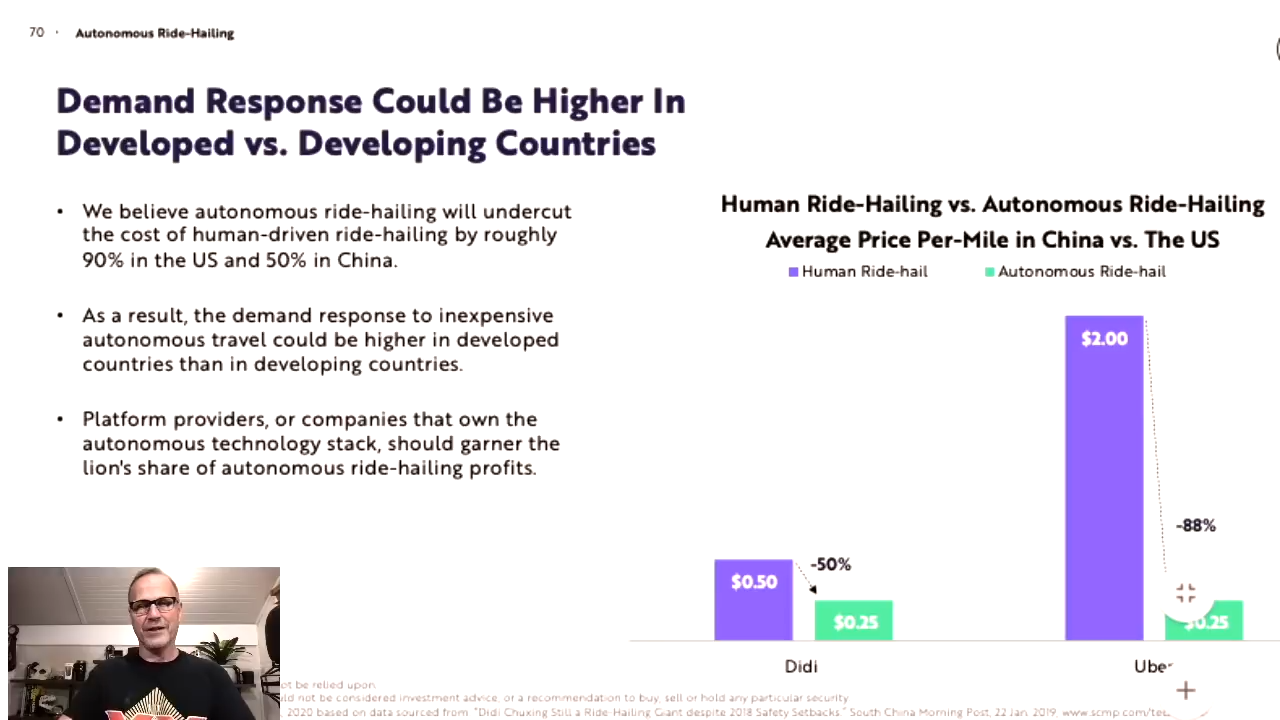 70 · Autonomous Ride-Hailing
Demand Response Could Be Higher In
Developed vs. Developing Countries
• We believe autonomous ride-hailing will undercut
the cost of human-driven ride-hailing by roughly
90% in the US and 50% in China.
• As a result, the demand response to inexpensive
autonomous travel could be higher in developed
countries than in developing countries.
• Platform providers, or companies that own the
autonomous technology stack, should garner the
lion's share of autonomous ride-hailing profits.
Human Ride-Hailing vs. Autonomous Ride-Hailing
Average Price Per-Mile in China vs. The US
Human Ride-hail Autonomous Ride-hail
$2.00
-88%
-50%
$0.50
$0.25 $0.25
Didi Uber
ot be relied upon.
uld not be considered investment advice, or a recommendation to buy, sell or hold any particular security
, 2020 based on data sourced from "Didi Chuxing Still a Ride-Hailing Giant despite 2018 Safety Setbacks." South China Morning Post, 22 Jan. 2019, www.scmp.com/tec